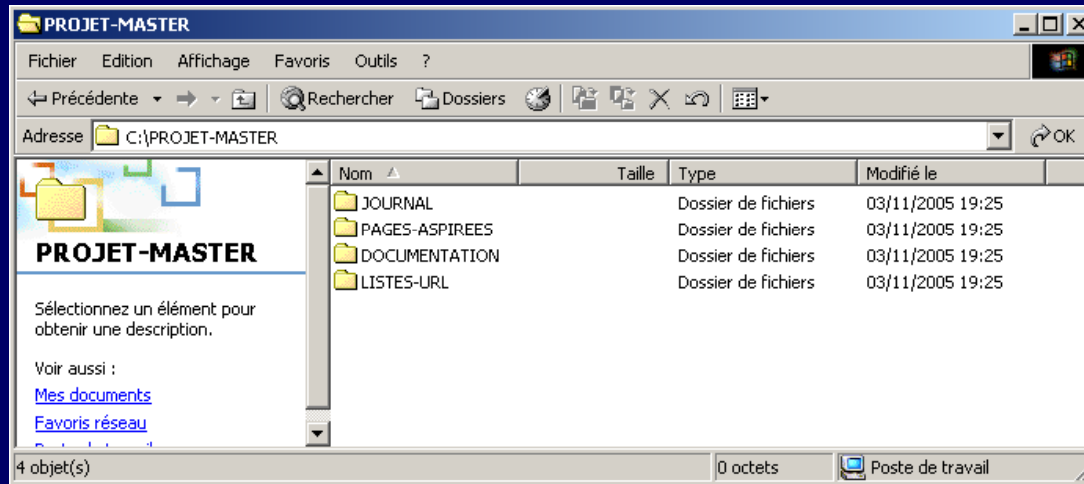 PROJET-MASTER
Fichier Edition Affichage Favoris Outils ?
Précédente Rechercher Dossiers
Adresse C:\PROJET-MASTER OK
Nom Taille Type Modifié le
JOURNAL Dossier de fichiers 03/11/2005 19:25
PAGES-ASPIREES Dossier de fichiers 03/11/2005 19:25
DOCUMENTATION Dossier de fichiers 03/11/2005 19:25
LISTES-URL Dossier de fichiers 03/11/2005 19:25
PROJET-MASTER
Sélectionnez un élément pour
obtenir une description.
Voir aussi :
Mes documents
Favoris réseau
4 objet(s) 0 octets Poste de travail